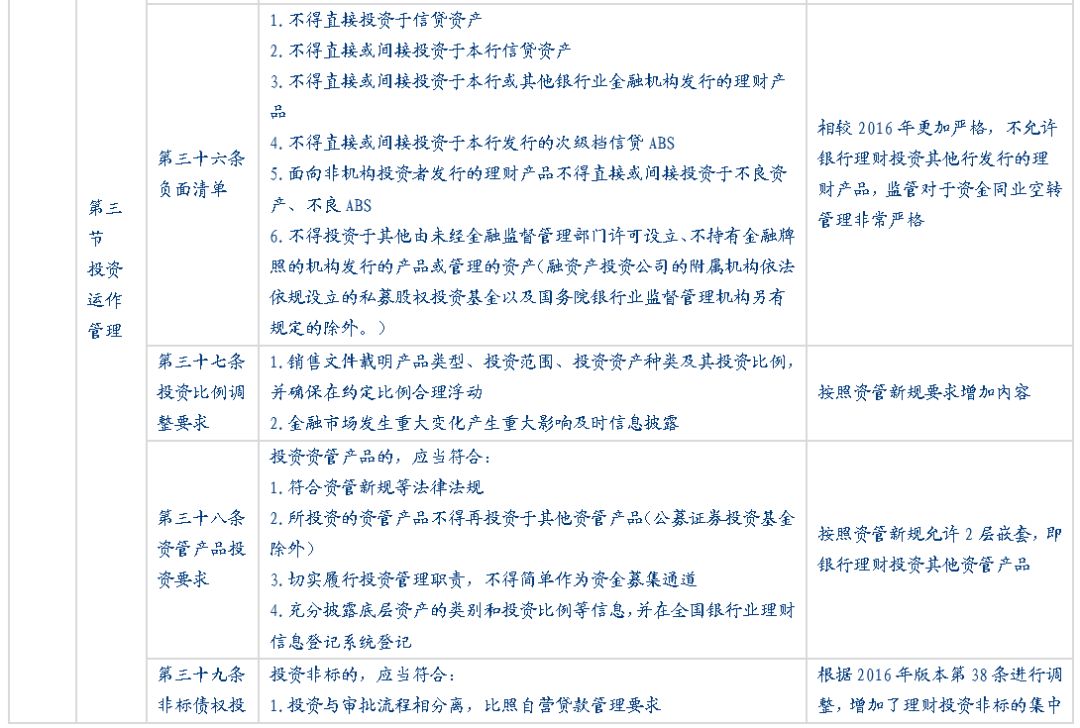 第三
节
投资
运作
管理
第三十六条
负面清单
1. 不得直接投资于信贷资产
2. 不得直接或间接投资于本行信贷资产
3. 不得直接或间接投资于本行或其他银行业金融机构发行的理财产
品
4. 不得直接或间接投资于本行发行的次级档信贷 ABS
5. 面向非机构投资者发行的理财产品不得直接或间接投资于不良资
产、不良 ABS
6. 不得投资于其他由未经金融监督管理部门许可设立、不持有金融牌
照的机构发行的产品或管理的资产(融资产投资公司的附属机构依法
依规设立的私募股权投资基金以及国务院银行业监督管理机构另有
规定的除外。)
相较 2016 年更加严格，不允许
银行理财投资其他行发行的理
财产品，监管对于资金同业空转
管理非常严格
第三十七条
投资比例调
整要求
1. 销售文件载明产品类型、投资范围、投资资产种类及其投资比例，
并确保在约定比例合理浮动
2. 金融市场发生重大变化产生重大影响及时信息披露
按照资管新规要求增加内容
第三十八条
资管产品投
资要求
投资资管产品的，应当符合：
1. 符合资管新规等法律法规
2. 所投资的资管产品不得再投资于其他资管产品(公募证券投资基金
除外)
3. 切实履行投资管理职责，不得简单作为资金募集通道
4. 充分披露底层资产的类别和投资比例等信息，并在全国银行业理财
信息登记系统登记
按照资管新规允许 2 层嵌套，即
银行理财投资其他资管产品
第三十九条
非标债权投
投资非标的，应当符合：
1. 投资与审批流程相分离，比照自营贷款管理要求
根据 2016 年版本第 38 条进行调
整，增加了理财投资非标的集中